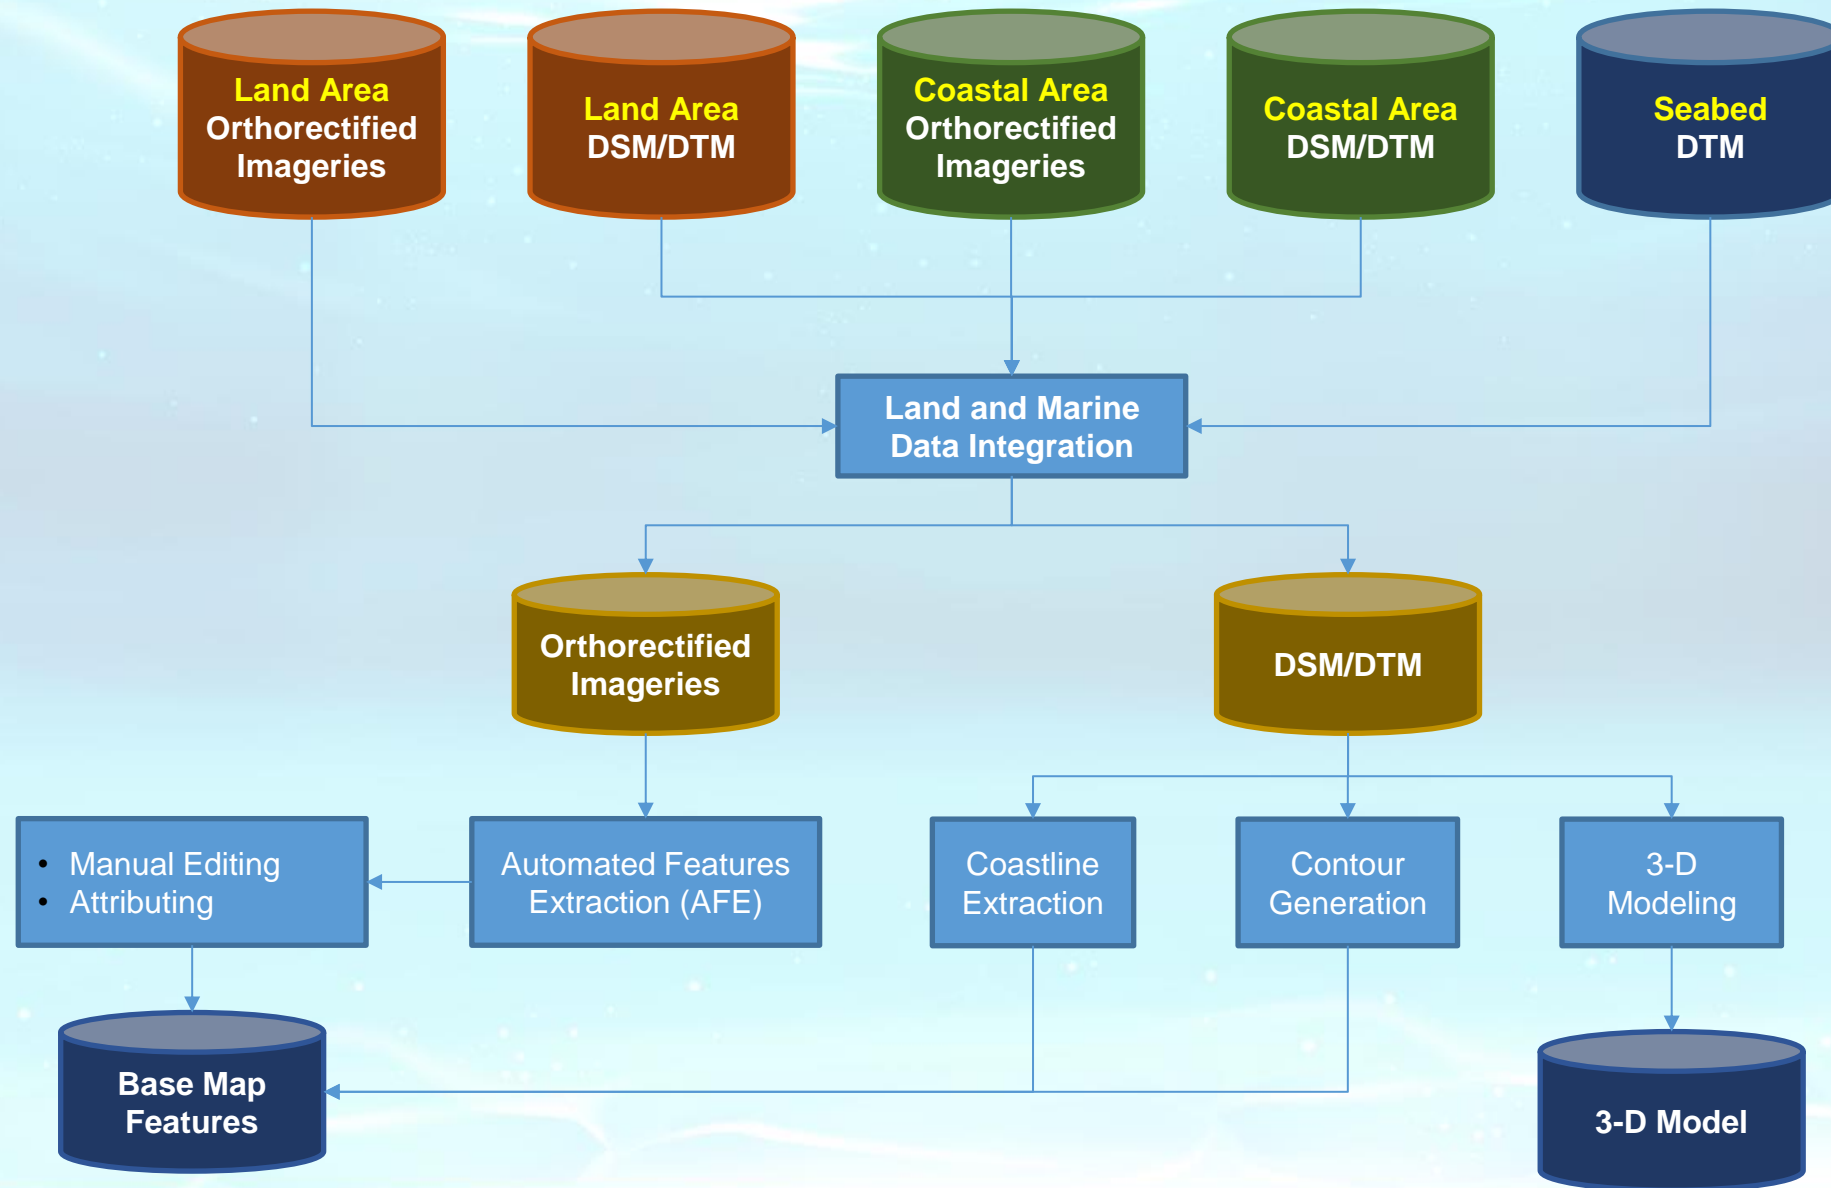 Land Area
Orthorectified
Imageries
Land Area
DSM/DTM
Coastal Area
Orthorectified
Imageries
Coastal Area
DSM/DTM
Seabed
DTM
Land and Marine
Data Integration
Orthorectified
Imageries
DSM/DTM
• Manual Editing
• Attributing
Automated Features
Extraction (AFE)
Coastline
Extraction
Contour
Generation
3-D
Modeling
Base Map
Features
3-D Model